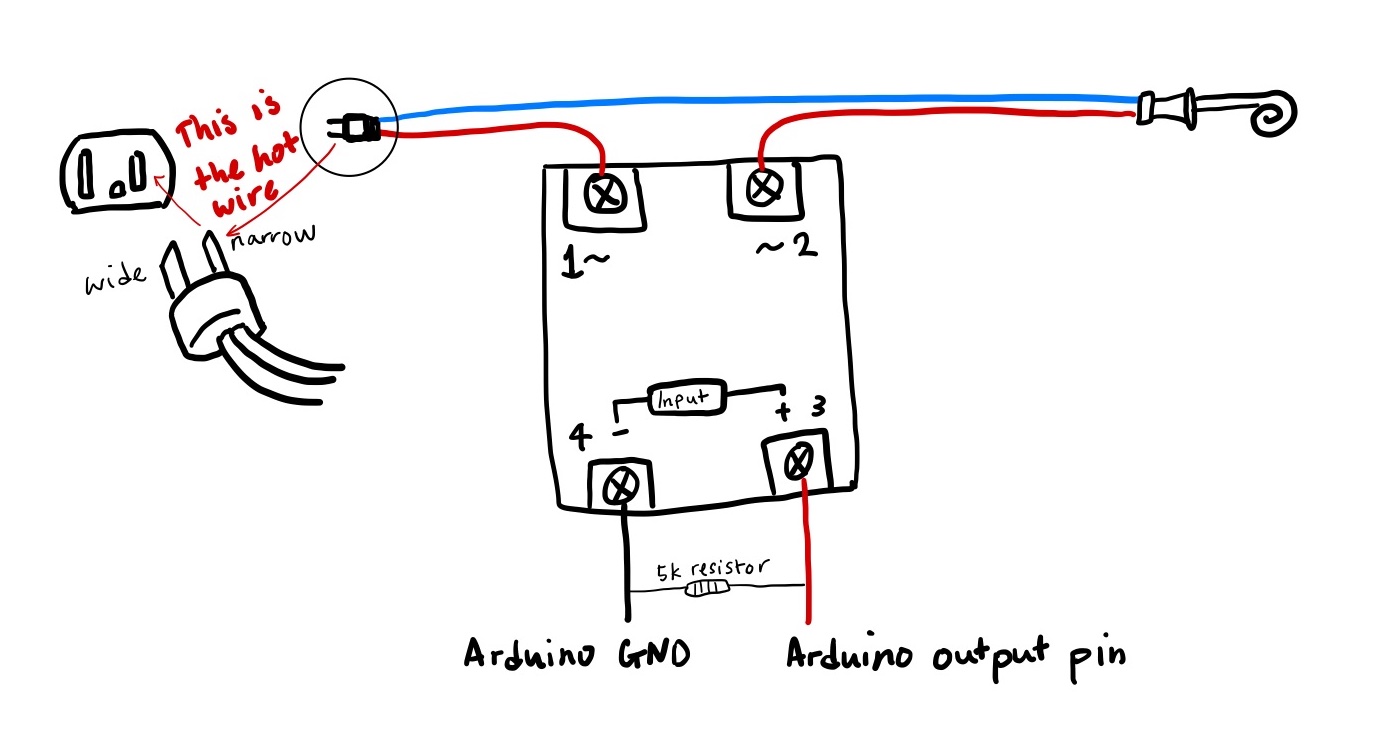 This is
the hot
wire
narrow
wide
1~
~2
Input
4 -
+ 3
5k resistor
Arduino GND
Arduino output pin